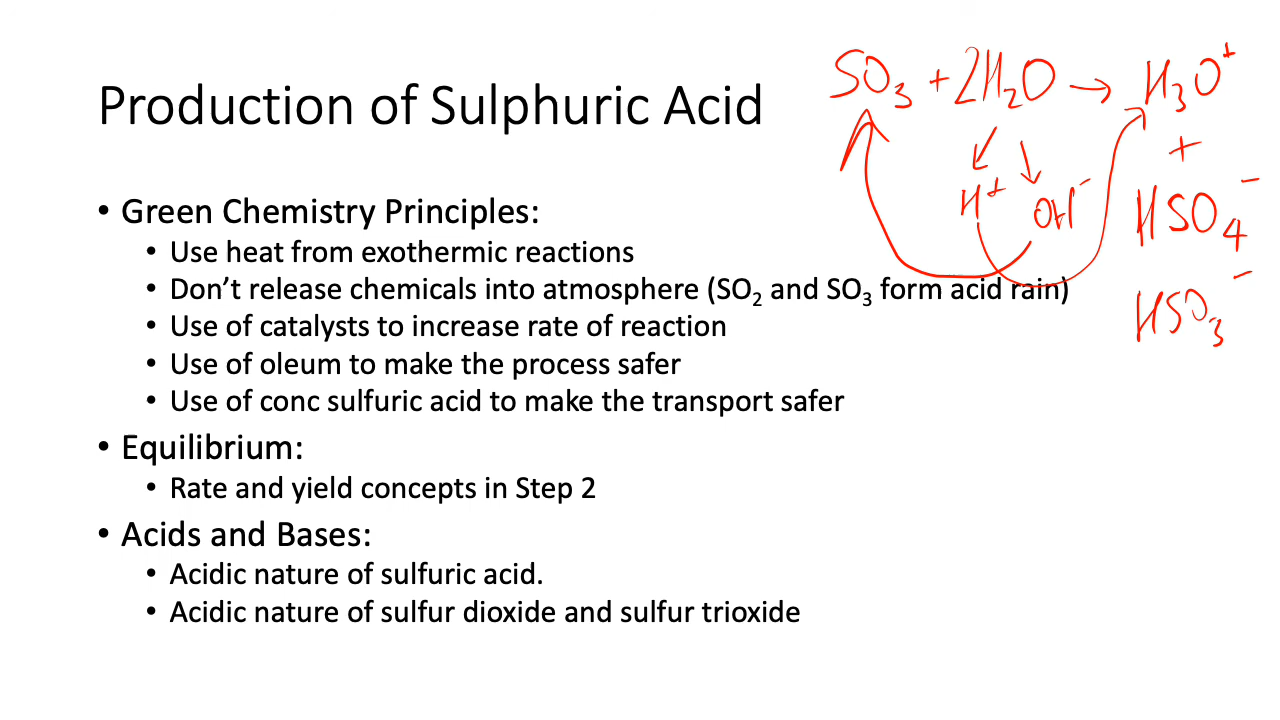 Production of Sulphuric Acid
SO₃ + 2H₂O → H₃O⁺
+
H⁺ OH⁻
HSO₄⁻
HSO₃⁻
• Green Chemistry Principles:
• Use heat from exothermic reactions
• Don’t release chemicals into atmosphere (SO₂ and SO₃ form acid rain)
• Use of catalysts to increase rate of reaction
• Use of oleum to make the process safer
• Use of conc sulfuric acid to make the transport safer
• Equilibrium:
• Rate and yield concepts in Step 2
• Acids and Bases:
• Acidic nature of sulfuric acid.
• Acidic nature of sulfur dioxide and sulfur trioxide